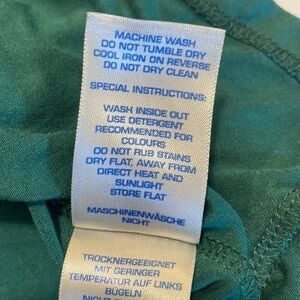 MACHINE WASH
DO NOT TUMBLE DRY
COOL IRON ON REVERSE
DO NOT DRY CLEAN
SPECIAL INSTRUCTIONS:
WASH INSIDE OUT
USE DETERGENT
RECOMMENDED FOR
COLOURS
DO NOT RUB STAINS
DRY FLAT, AWAY FROM
DIRECT HEAT AND
SUNLIGHT
STORE FLAT
MASCHINENWÄSCHE
NICHT
TROCKNERGEEIGNET
MIT GERINGER
TEMPERATUR AUF LINKS
BÜGELN